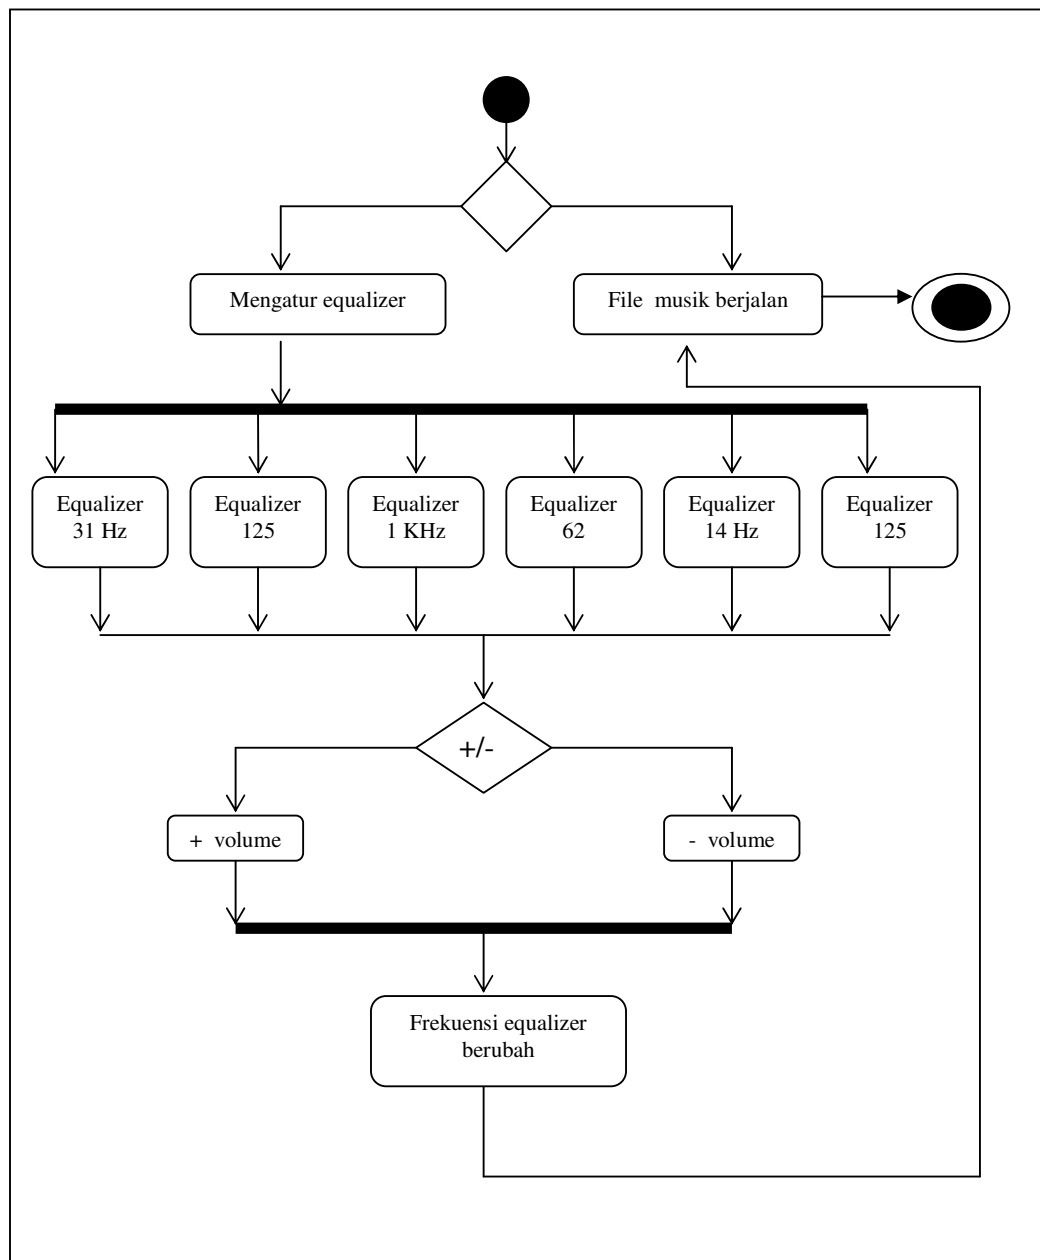 Mengatur equalizer
File musik berjalan
Equalizer
31 Hz
Equalizer
125
Equalizer
1 KHz
Equalizer
62
Equalizer
14 Hz
Equalizer
125
+/-
+ volume
- volume
Frekuensi equalizer
berubah